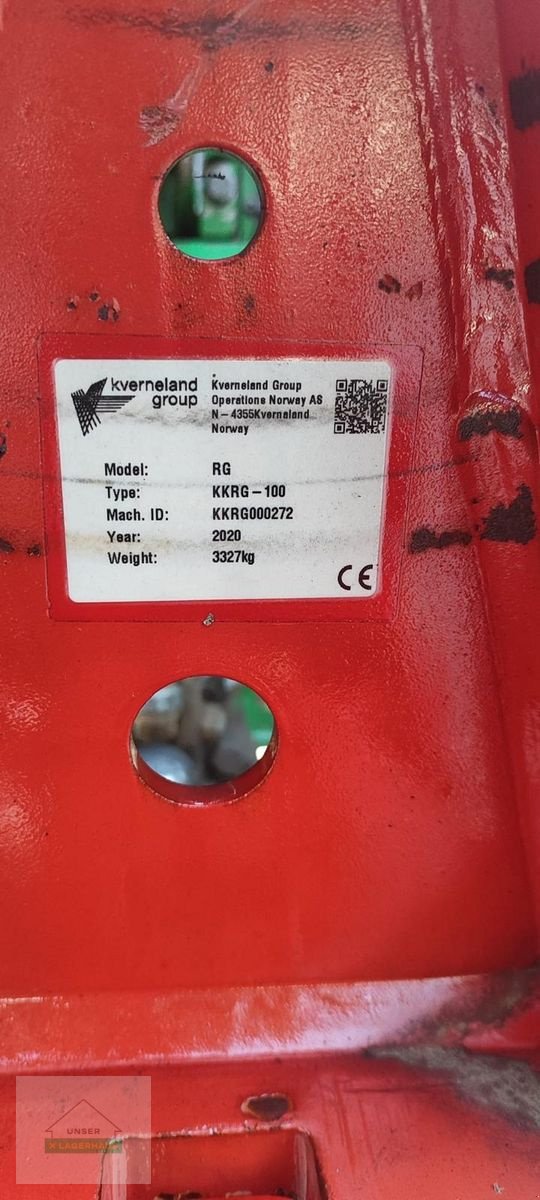 kverneland
group
Kverneland Group
Operations Norway AS
N-4355Kvernaland
Norway
Model: RG
Type: KKRG-100
Mach. ID: KKRG000272
Year: 2020
Weight: 3327kg
CE
UNSER
X LAGERHAUS